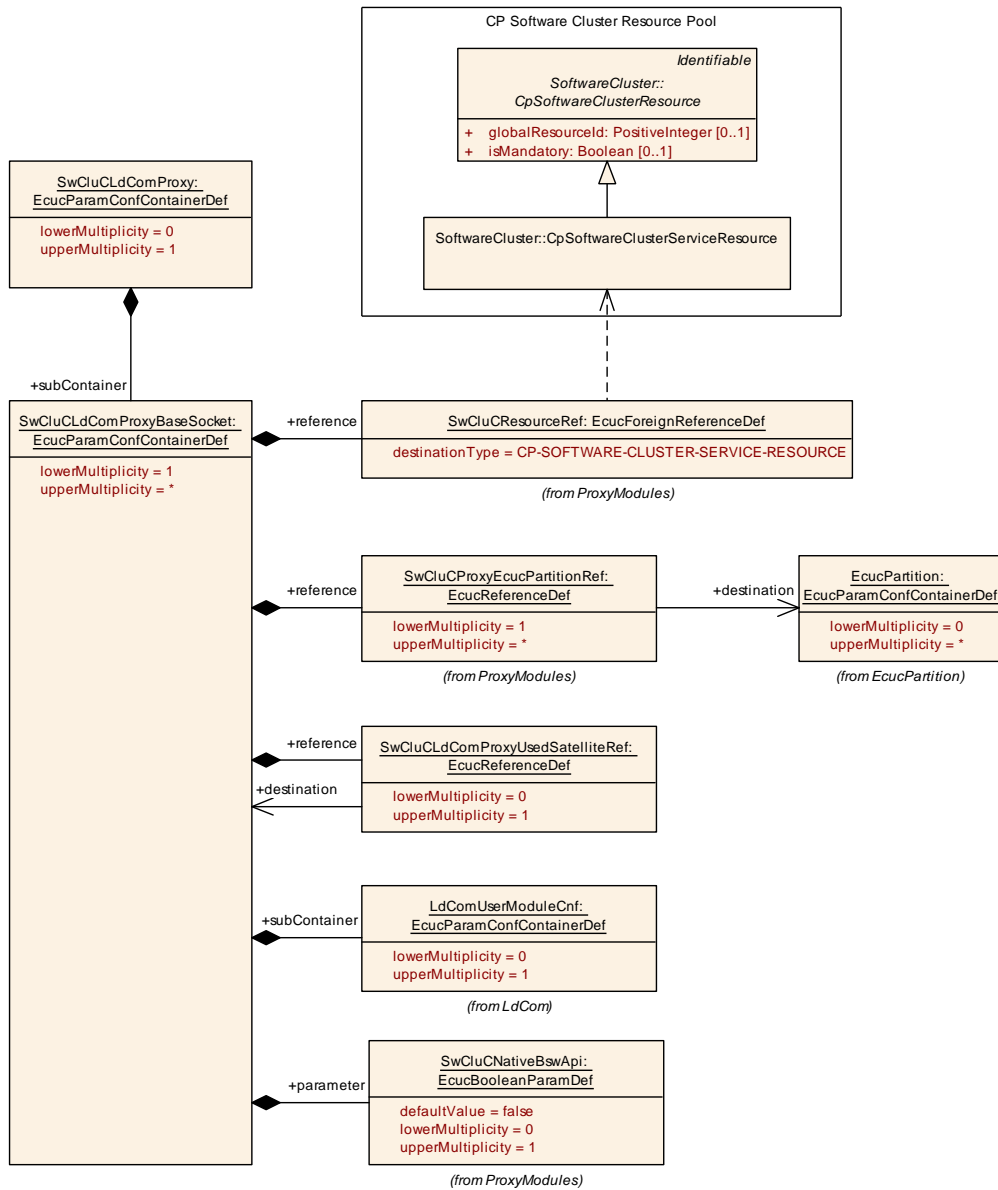 CP Software Cluster Resource Pool
Identifiable
SoftwareCluster::
CpSoftwareClusterResource
+ globalResourceId: PositiveInteger [0..1]
+ isMandatory: Boolean [0..1]
SoftwareCluster::CpSoftwareClusterServiceResource
SwCluCLdComProxy:
EcucParamConfContainerDef
lowerMultiplicity = 0
upperMultiplicity = 1
+subContainer
SwCluCLdComProxyBaseSocket:
EcucParamConfContainerDef
lowerMultiplicity = 1
upperMultiplicity = *
+reference
SwCluCResourceRef: EcucForeignReferenceDef
destinationType = CP-SOFTWARE-CLUSTER-SERVICE-RESOURCE
(from ProxyModules)
+reference
SwCluCProxyEcucPartitionRef:
EcucReferenceDef
lowerMultiplicity = 1
upperMultiplicity = *
(from ProxyModules)
+destination
EcucPartition:
EcucParamConfContainerDef
lowerMultiplicity = 0
upperMultiplicity = *
(from EcucPartition)
+reference
+destination
SwCluCLdComProxyUsedSatelliteRef:
EcucReferenceDef
lowerMultiplicity = 0
upperMultiplicity = 1
+subContainer
LdComUserModuleCnf:
EcucParamConfContainerDef
lowerMultiplicity = 0
upperMultiplicity = 1
(from LdCom)
+parameter
SwCluCNativeBswApi:
EcucBooleanParamDef
defaultValue = false
lowerMultiplicity = 0
upperMultiplicity = 1
(from ProxyModules)